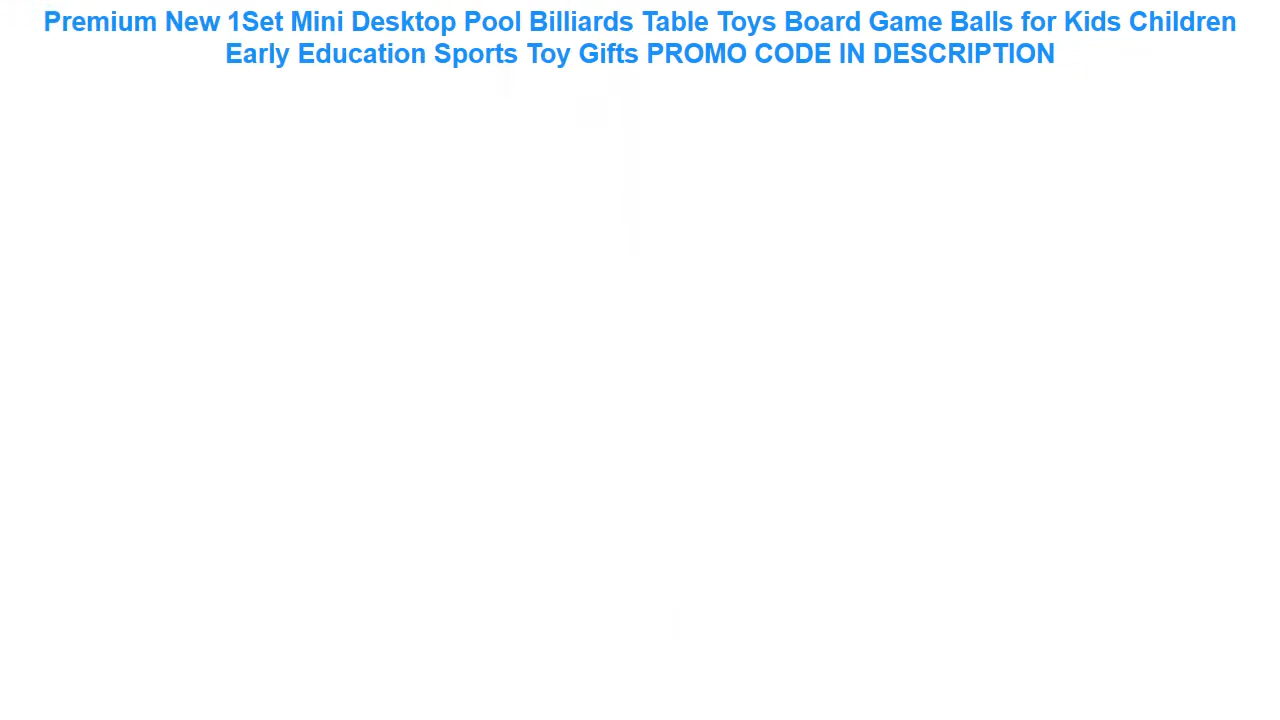 Premium New 1Set Mini Desktop Pool Billiards Table Toys Board Game Balls for Kids Children
Early Education Sports Toy Gifts PROMO CODE IN DESCRIPTION